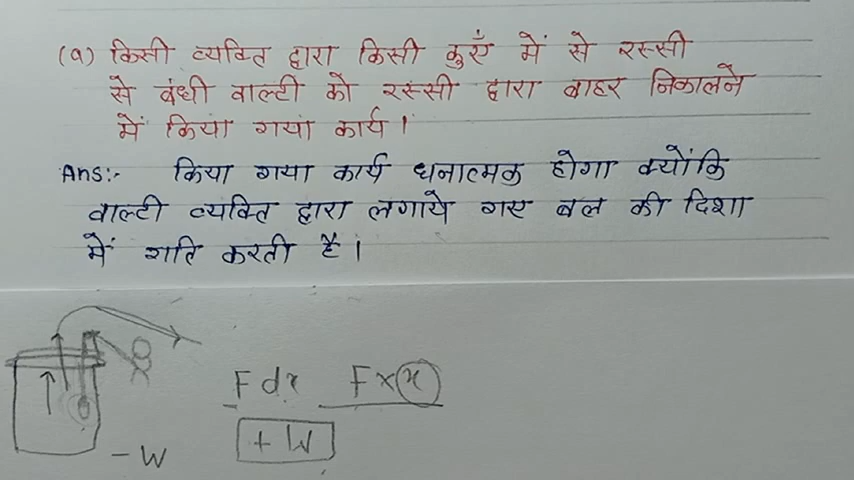 (a) किसी व्यक्ति द्वारा किसी कुएँ में से रस्सी
से बंधी वाल्टी को रस्सी द्वारा बाहर निकालने
में किया गया कार्य।
Ans:- किया गया कार्य धनात्मक होगा क्योंकि
वाल्टी व्यक्ति द्वारा लगाये गए बल की दिशा
में गति करती है।
F dx F×x
+W
-W